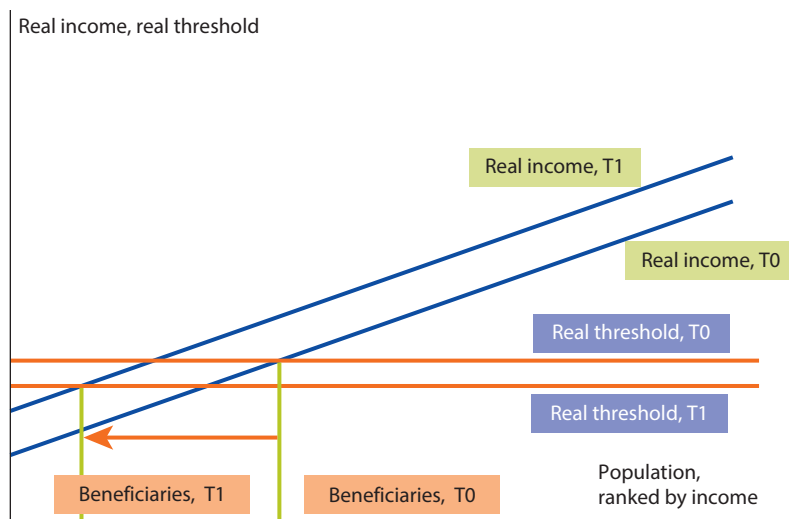 Real income, real threshold
Real income, T1
Real income, T0
Real threshold, T0
Real threshold, T1
Population,
ranked by income
Beneficiaries, T1
Beneficiaries, T0